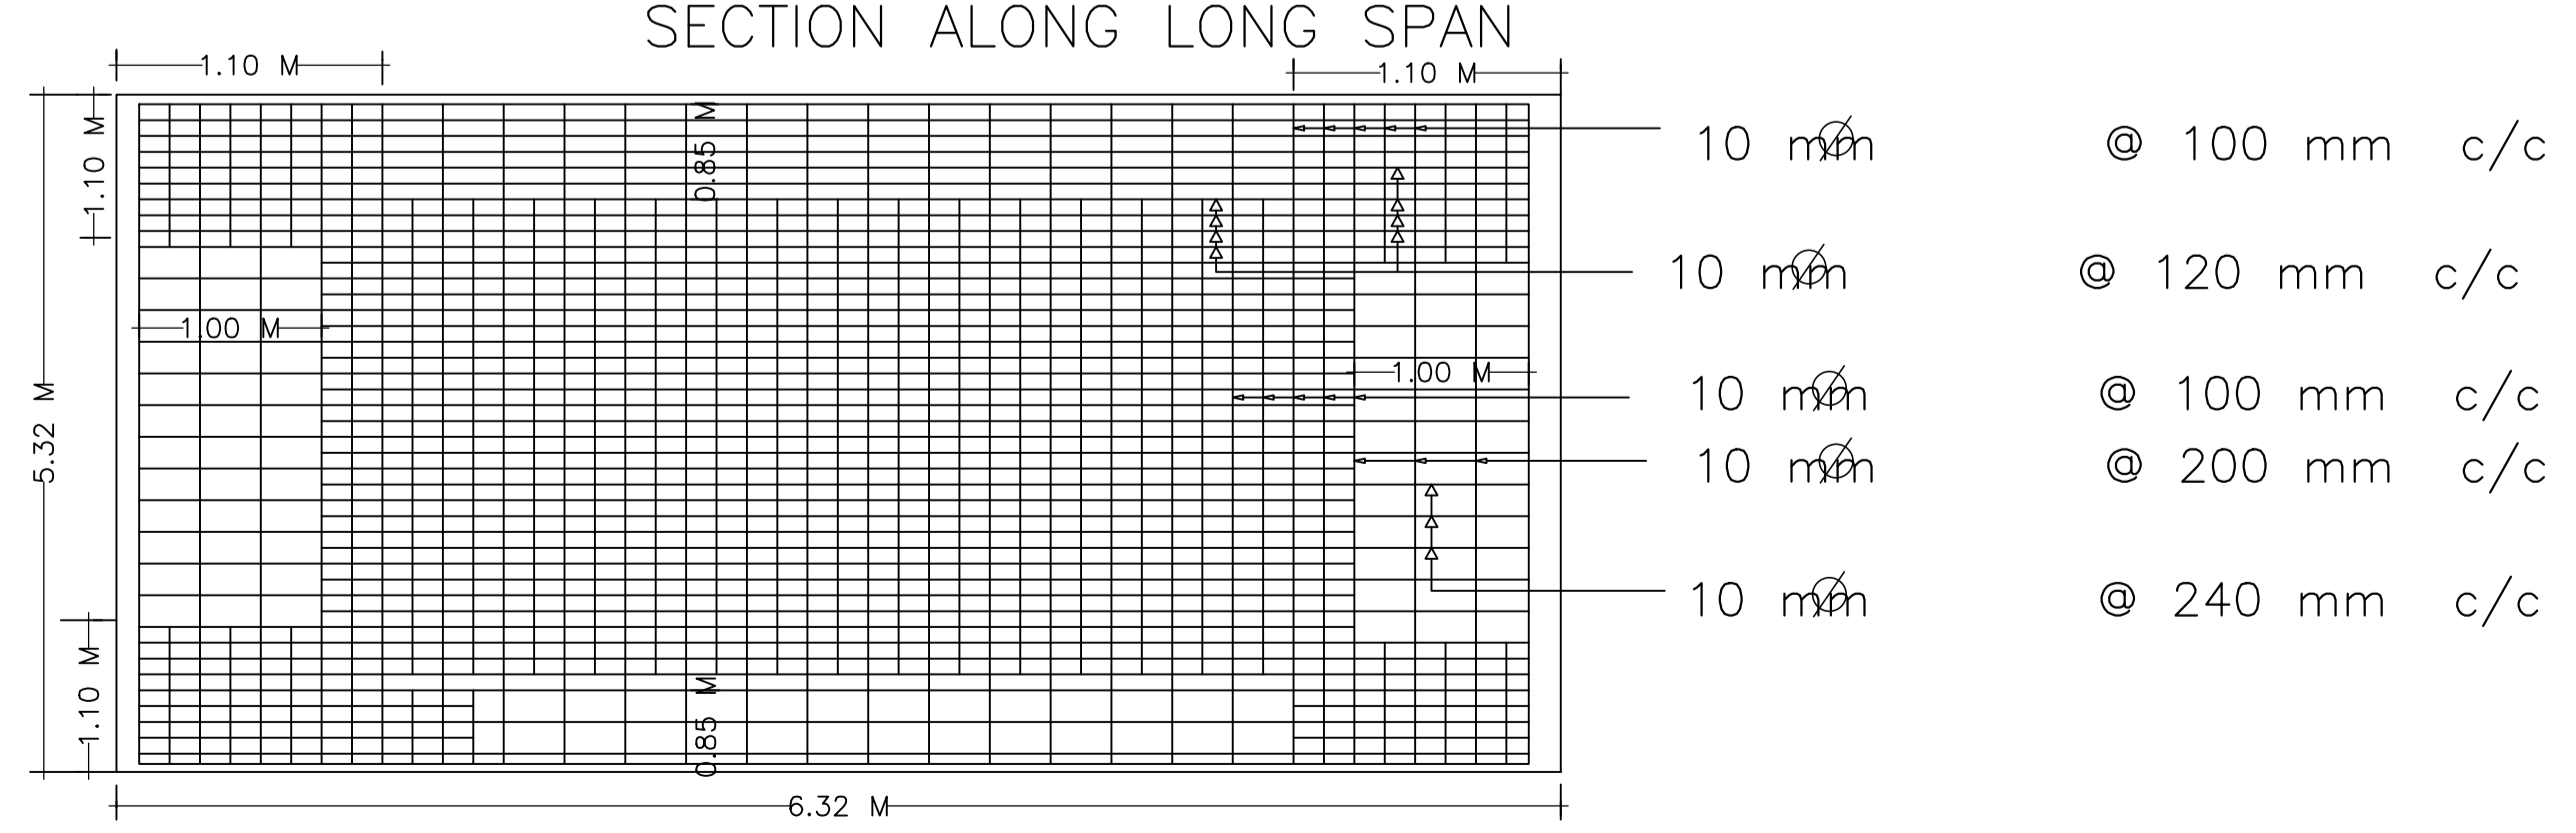 SECTION ALONG LONG SPAN
1.10 M
1.10 M
1.10 M
1.10 M
0.85 M
10 mm Ø @ 100 mm c/c
10 mm Ø @ 120 mm c/c
1.00 M
1.00 M
10 mm Ø @ 100 mm c/c
5.32 M
10 mm Ø @ 200 mm c/c
10 mm Ø @ 240 mm c/c
1.10 M
0.85 M
6.32 M